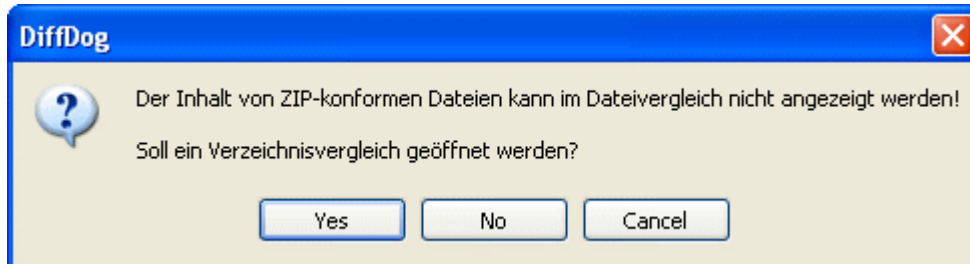 DiffDog
Der Inhalt von ZIP-konformen Dateien kann im Dateivergleich nicht angezeigt werden!
Soll ein Verzeichnisvergleich geöffnet werden?
Yes
No
Cancel